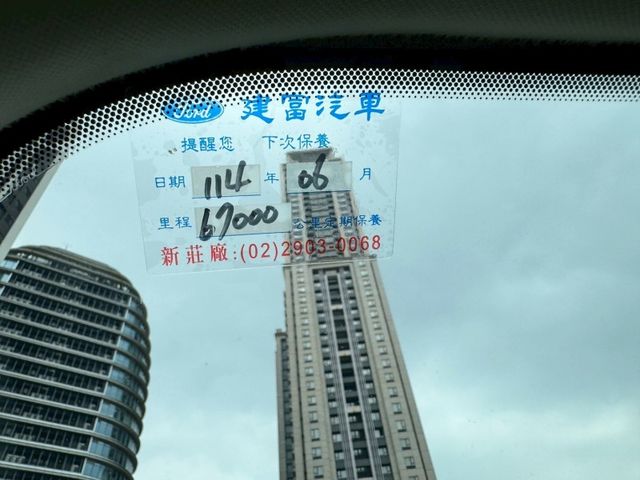 Ford 建富汽車
提醒您 下次保養
日期 114 年 06 月
里程 67000 公里定期保養
新莊廠:(02)2903-0068